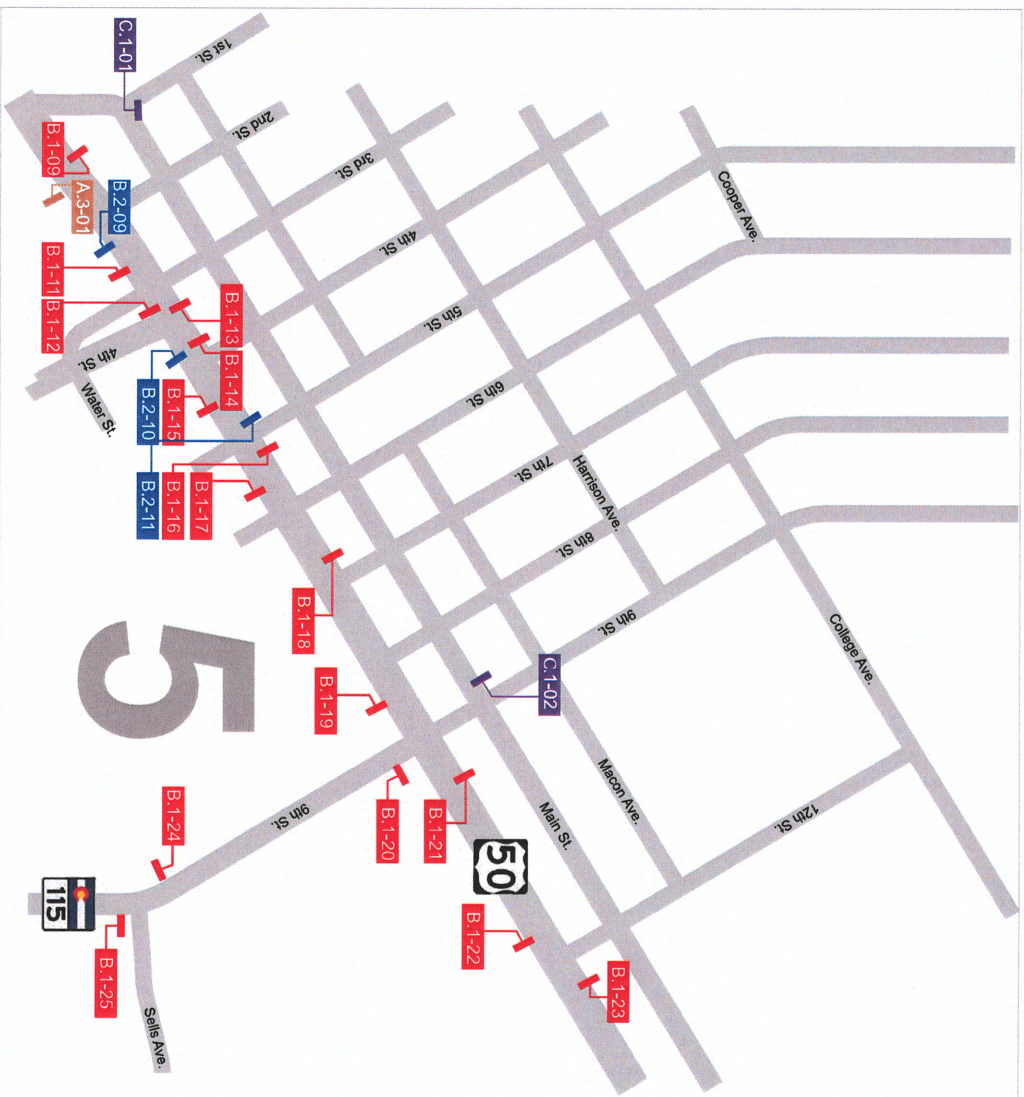 C.1-01
1st St.
2nd St.
3rd St.
4th St.
5th St.
6th St.
7th St.
8th St.
9th St.
12th St.
Cooper Ave.
Harrison Ave.
College Ave.
Macon Ave.
Main St.
B.1-09
A.3-01
B.2-09
B.1-11
B.1-12
B.1-13
B.1-14
4th St.
Water St.
B.2-10
B.1-15
B.2-11
B.1-16
B.1-17
B.1-18
B.1-19
C.1-02
5
B.1-20
B.1-21
50
B.1-22
B.1-23
9th St.
B.1-24
115
B.1-25
Sells Ave.